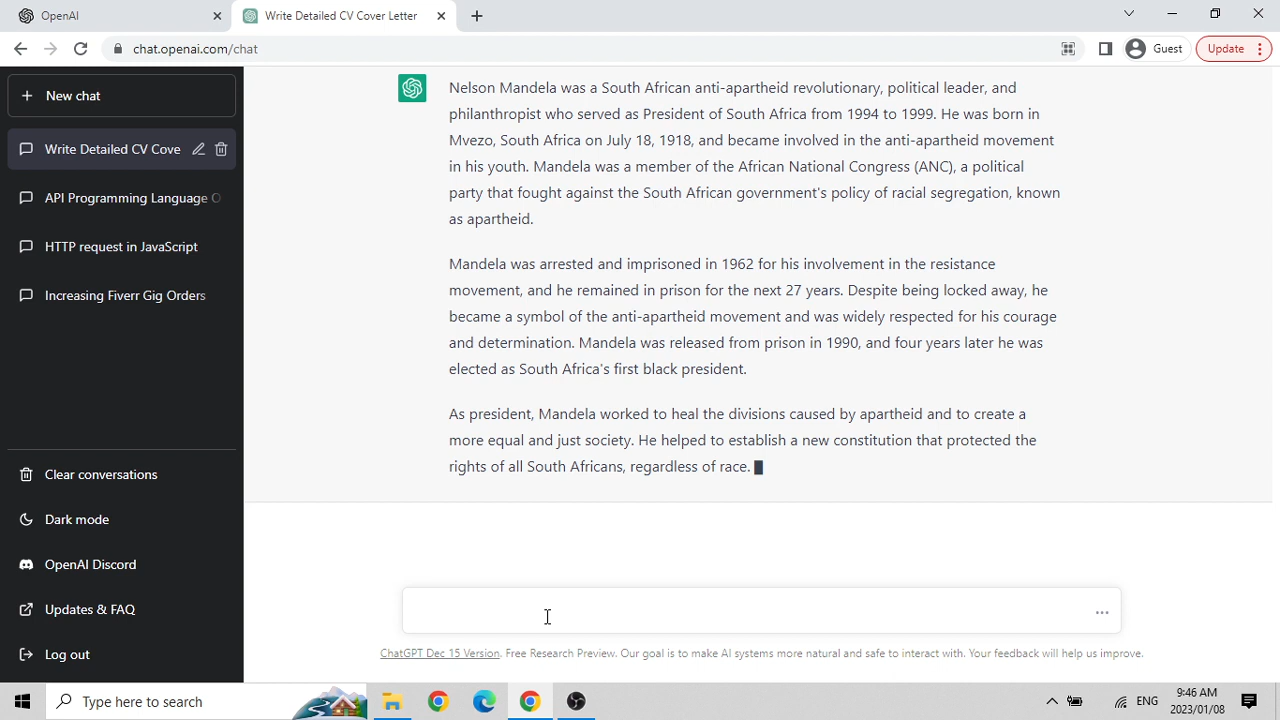 OpenAI
Write Detailed CV Cover Letter
chat.openai.com/chat
Guest
Update
New chat
Write Detailed CV Cove
API Programming Language O
HTTP request in JavaScript
Increasing Fiverr Gig Orders
Clear conversations
Dark mode
OpenAI Discord
Updates & FAQ
Log out
Nelson Mandela was a South African anti-apartheid revolutionary, political leader, and
philanthropist who served as President of South Africa from 1994 to 1999. He was born in
Mvezo, South Africa on July 18, 1918, and became involved in the anti-apartheid movement
in his youth. Mandela was a member of the African National Congress (ANC), a political
party that fought against the South African government's policy of racial segregation, known
as apartheid.
Mandela was arrested and imprisoned in 1962 for his involvement in the resistance
movement, and he remained in prison for the next 27 years. Despite being locked away, he
became a symbol of the anti-apartheid movement and was widely respected for his courage
and determination. Mandela was released from prison in 1990, and four years later he was
elected as South Africa's first black president.
As president, Mandela worked to heal the divisions caused by apartheid and to create a
more equal and just society. He helped to establish a new constitution that protected the
rights of all South Africans, regardless of race.
ChatGPT Dec 15 Version. Free Research Preview. Our goal is to make AI systems more natural and safe to interact with. Your feedback will help us improve.
Type here to search
ENG
9:46 AM
2023/01/08